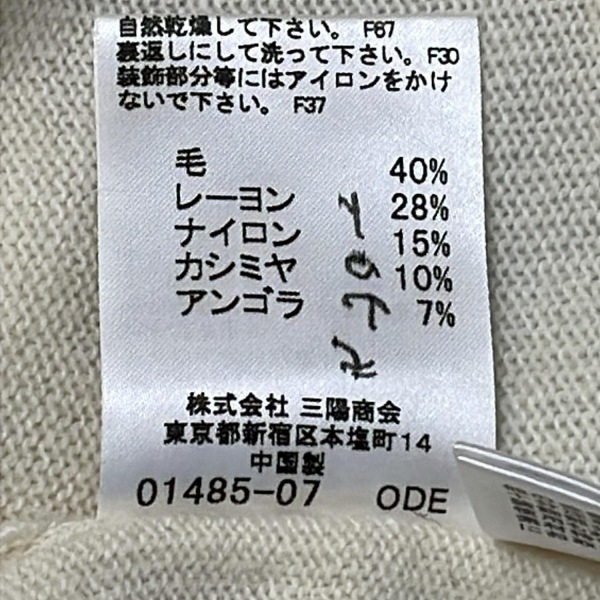 自然乾燥して下さい。 F67
裏返しにして洗って下さい。F30
装飾部分等にはアイロンをかけ
ないで下さい。 F37
毛 40%
レーヨン 28%
ナイロン 15%
カシミヤ 10%
アンゴラ 7%
株式会社 三陽商会
東京都新宿区本塩町14
中国製
01485-07 ODE